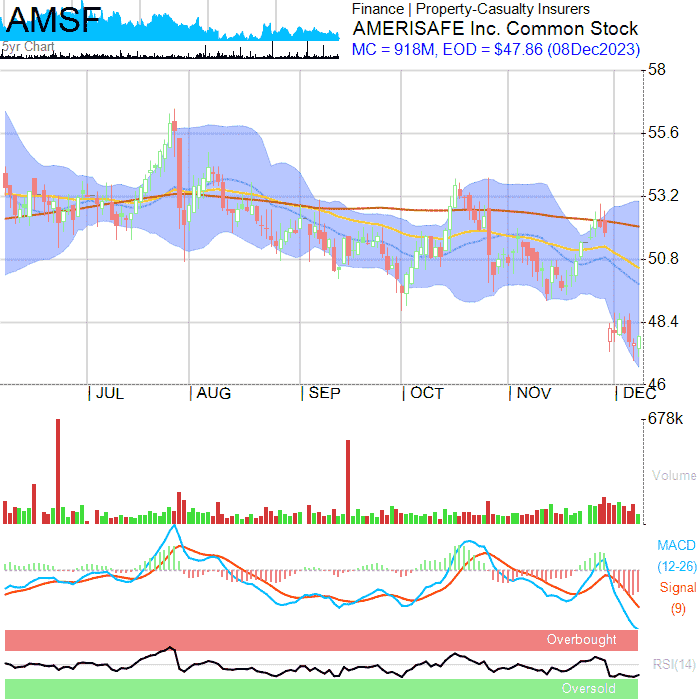 AMSF
5yr Chart
Finance | Property-Casualty Insurers
AMERISAFE Inc. Common Stock
MC = 918M, EOD = $47.86 (08Dec2023)
58
55.6
53.2
50.8
48.4
46
JUL AUG SEP OCT NOV DEC
678k
Volume
MACD
(12-26)
Signal
(9)
Overbought
RSI(14)
Oversold